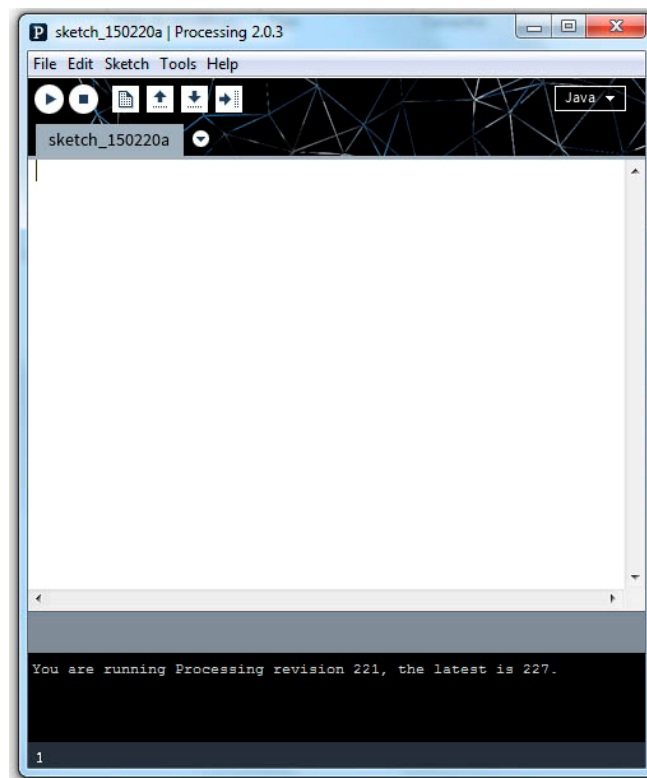 P sketch_150220a | Processing 2.0.3
File Edit Sketch Tools Help
Java
sketch_150220a
You are running Processing revision 221, the latest is 227.
1